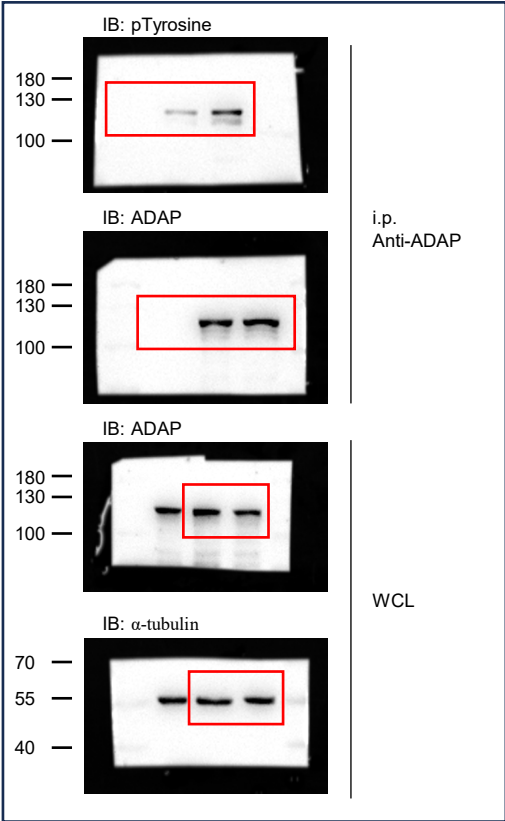 IB: pTyrosine
180
130
100
IB: ADAP
180
130
100
i.p.
Anti-ADAP
IB: ADAP
180
130
100
WCL
IB: α-tubulin
70
55
40